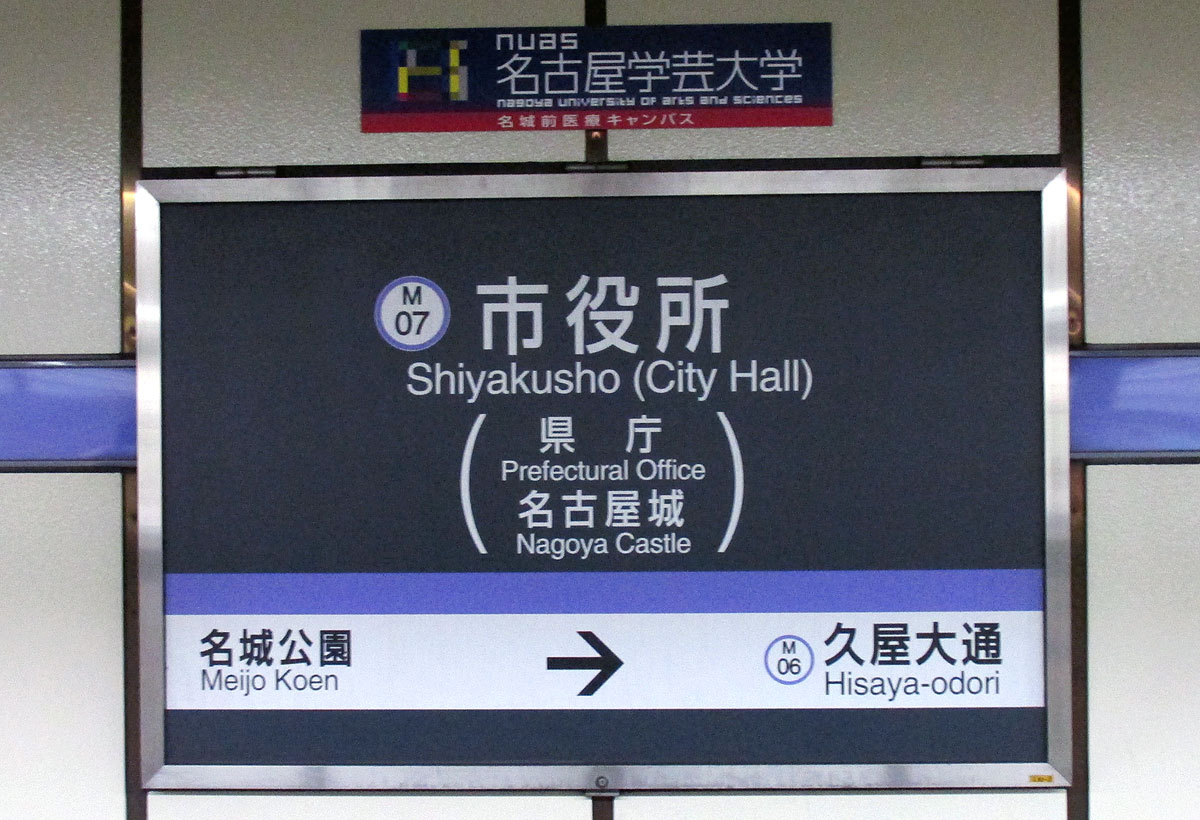 nuas
名古屋学芸大学
nagoya university of arts and sciences
名城前医療キャンパス
M
07
市役所
Shiyakusho (City Hall)
県庁
Prefectural Office
名古屋城
Nagoya Castle
名城公園
Meijo Koen
→
M
06
久屋大通
Hisaya-odori